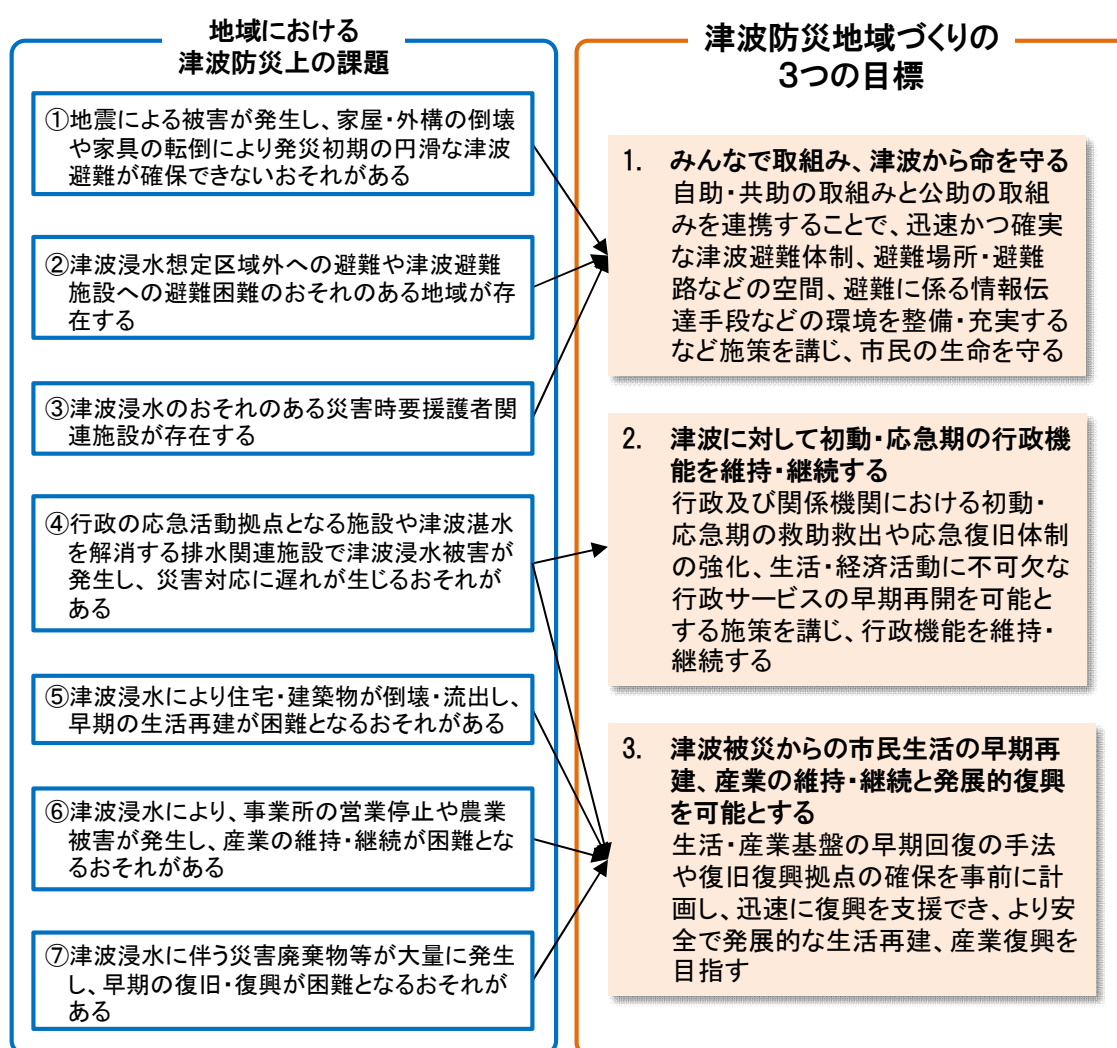 地域における
津波防災上の課題
①地震による被害が発生し、家屋・外構の倒壊
や家具の転倒により発災初期の円滑な津波
避難が確保できないおそれがある
②津波浸水想定区域外への避難や津波避難
施設への避難困難のおそれのある地域が存
在する
③津波浸水のおそれのある災害時要援護者関
連施設が存在する
④行政の応急活動拠点となる施設や津波湛水
を解消する排水関連施設で津波浸水被害が
発生し、災害対応に遅れが生じるおそれが
ある
⑤津波浸水により住宅・建築物が倒壊・流出し、
早期の生活再建が困難となるおそれがある
⑥津波浸水により、事業所の営業停止や農業
被害が発生し、産業の維持・継続が困難とな
るおそれがある
⑦津波浸水に伴う災害廃棄物等が大量に発生
し、早期の復旧・復興が困難となるおそれが
ある
津波防災地域づくりの
3つの目標
1. みんなで取組み、津波から命を守る
自助・共助の取組みと公助の取組
みを連携することで、迅速かつ確実
な津波避難体制、避難場所・避難
路などの空間、避難に係る情報伝
達手段などの環境を整備・充実する
など施策を講じ、市民の生命を守る
2. 津波に対して初動・応急期の行政機
能を維持・継続する
行政及び関係機関における初動・
応急期の救助救出や応急復旧体制
の強化、生活・経済活動に不可欠な
行政サービスの早期再開を可能と
する施策を講じ、行政機能を維持・
継続する
3. 津波被災からの市民生活の早期再
建、産業の維持・継続と発展的復興
を可能とする
生活・産業基盤の早期回復の手法
や復旧復興拠点の確保を事前に計
画し、迅速に復興を支援でき、より安
全で発展的な生活再建、産業復興を
目指す